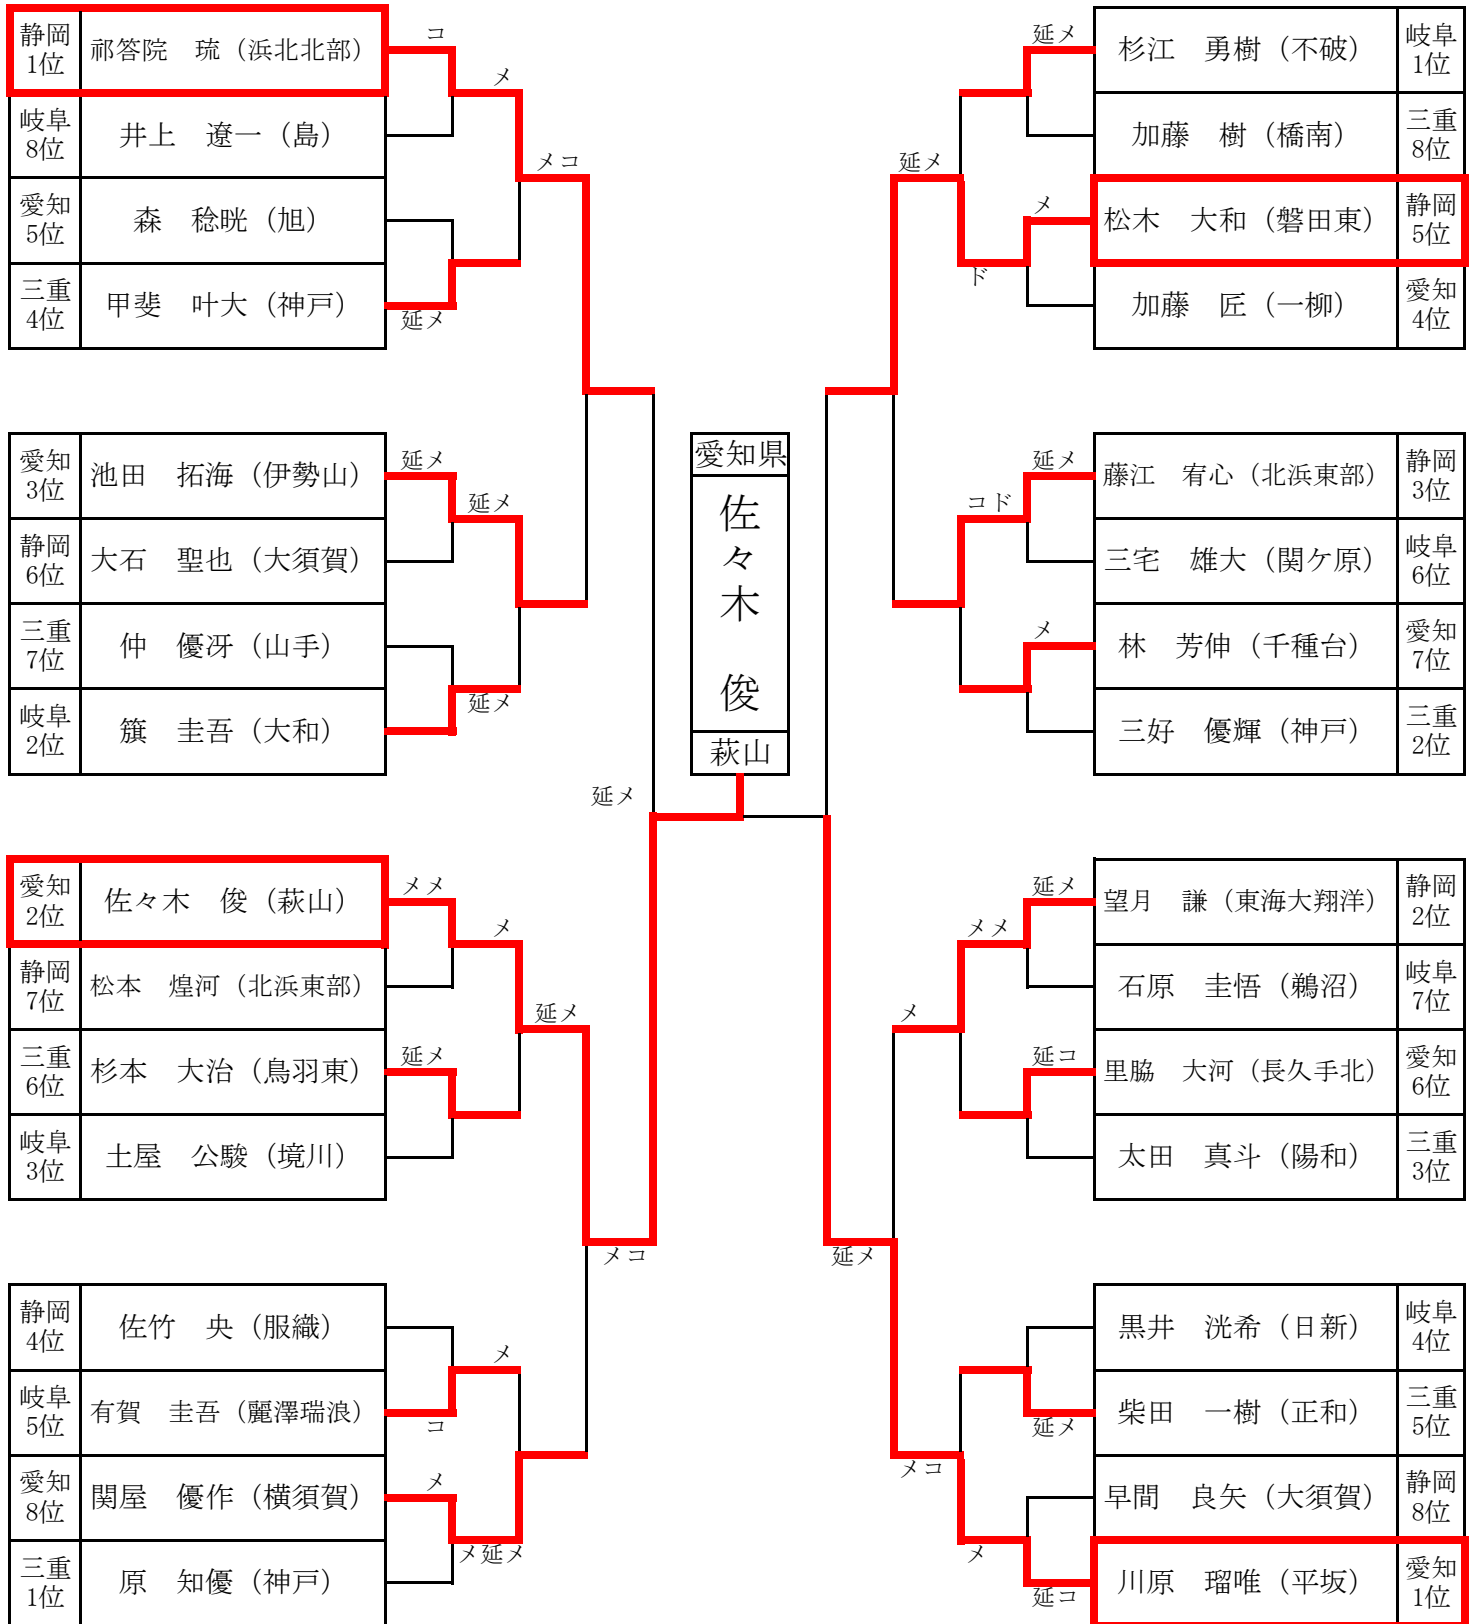 静岡
1位
祁答院 琉（浜北北部）
岐阜
8位
井上 遼一（島）
愛知
5位
森 稔晄（旭）
三重
4位
甲斐 叶大（神戸）
コ
メ
延メ
メコ
愛知
3位
池田 拓海（伊勢山）
静岡
6位
大石 聖也（大須賀）
三重
7位
仲 優冴（山手）
岐阜
2位
籏 圭吾（大和）
延メ
延メ
延メ
愛知
2位
佐々木 俊（萩山）
静岡
7位
松本 煌河（北浜東部）
三重
6位
杉本 大治（鳥羽東）
岐阜
3位
土屋 公駿（境川）
メメ
メ
延メ
延メ
静岡
4位
佐竹 央（服織）
岐阜
5位
有賀 圭吾（麗澤瑞浪）
愛知
8位
関屋 優作（横須賀）
三重
1位
原 知優（神戸）
メ
コ
メ
メ延メ
メコ
延メ
愛知県
佐々木 俊
萩山
延メ
杉江 勇樹（不破）
岐阜
1位
加藤 樹（橋南）
三重
8位
松木 大和（磐田東）
静岡
5位
加藤 匠（一柳）
愛知
4位
延メ
メ
ド
延メ
藤江 宥心（北浜東部）
静岡
3位
三宅 雄大（関ケ原）
岐阜
6位
林 芳伸（千種台）
愛知
7位
三好 優輝（神戸）
三重
2位
コド
メ
延メ
望月 謙（東海大翔洋）
静岡
2位
石原 圭悟（鵜沼）
岐阜
7位
里脇 大河（長久手北）
愛知
6位
太田 真斗（陽和）
三重
3位
メメ
メ
延コ
延メ
黒井 洸希（日新）
岐阜
4位
柴田 一樹（正和）
三重
5位
早間 良矢（大須賀）
静岡
8位
川原 瑠唯（平坂）
愛知
1位
延メ
メコ
メ
延コ